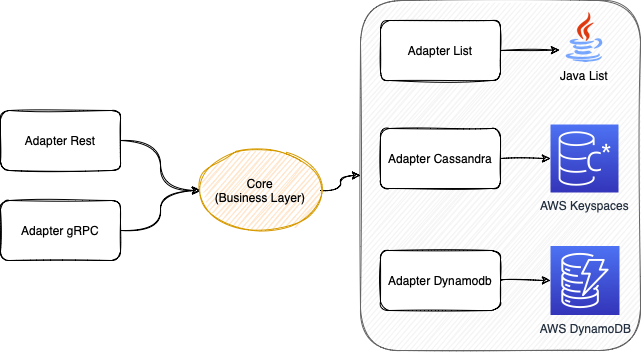 Adapter List
Java List
Adapter Rest
Adapter Cassandra
C*
AWS Keyspaces
Core
(Business Layer)
Adapter gRPC
Adapter Dynamodb
AWS DynamoDB